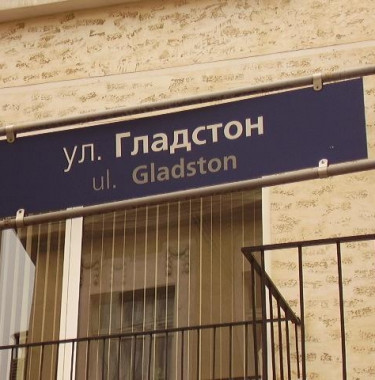 ул. Гладстон
ul. Gladston